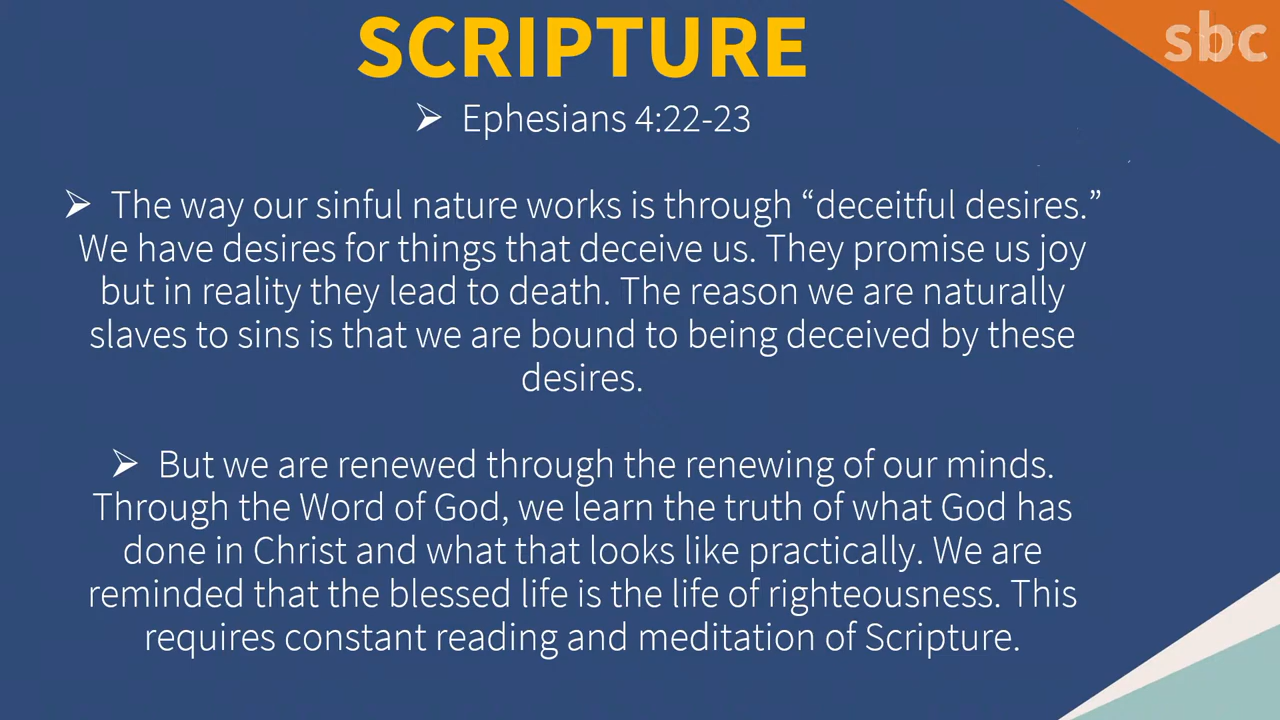 SCRIPTURE
sbc
➢ Ephesians 4:22-23
➢ The way our sinful nature works is through “deceitful desires.”
We have desires for things that deceive us. They promise us joy
but in reality they lead to death. The reason we are naturally
slaves to sins is that we are bound to being deceived by these
desires.
➢ But we are renewed through the renewing of our minds.
Through the Word of God, we learn the truth of what God has
done in Christ and what that looks like practically. We are
reminded that the blessed life is the life of righteousness. This
requires constant reading and meditation of Scripture.